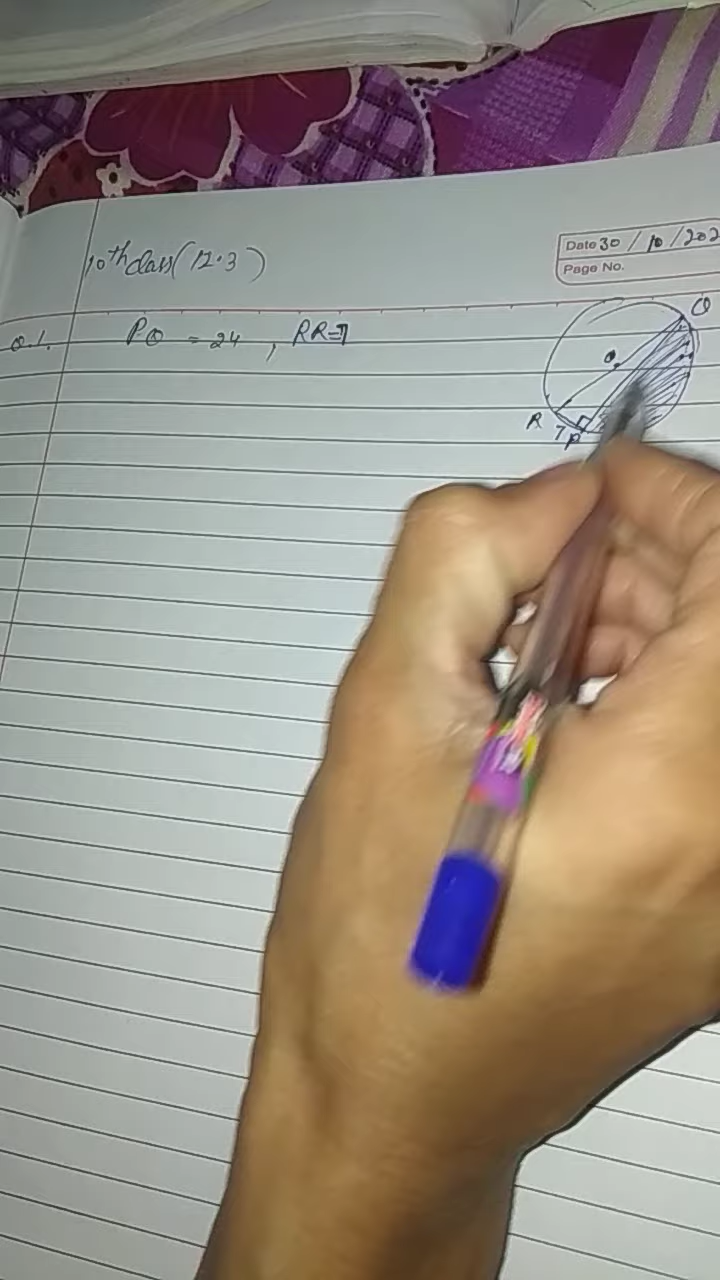 10th class (12.3)
Date 30 / 10 / 202
Page No.
Q.1. PQ = 24 , RR=7
Q
O
R 7 P